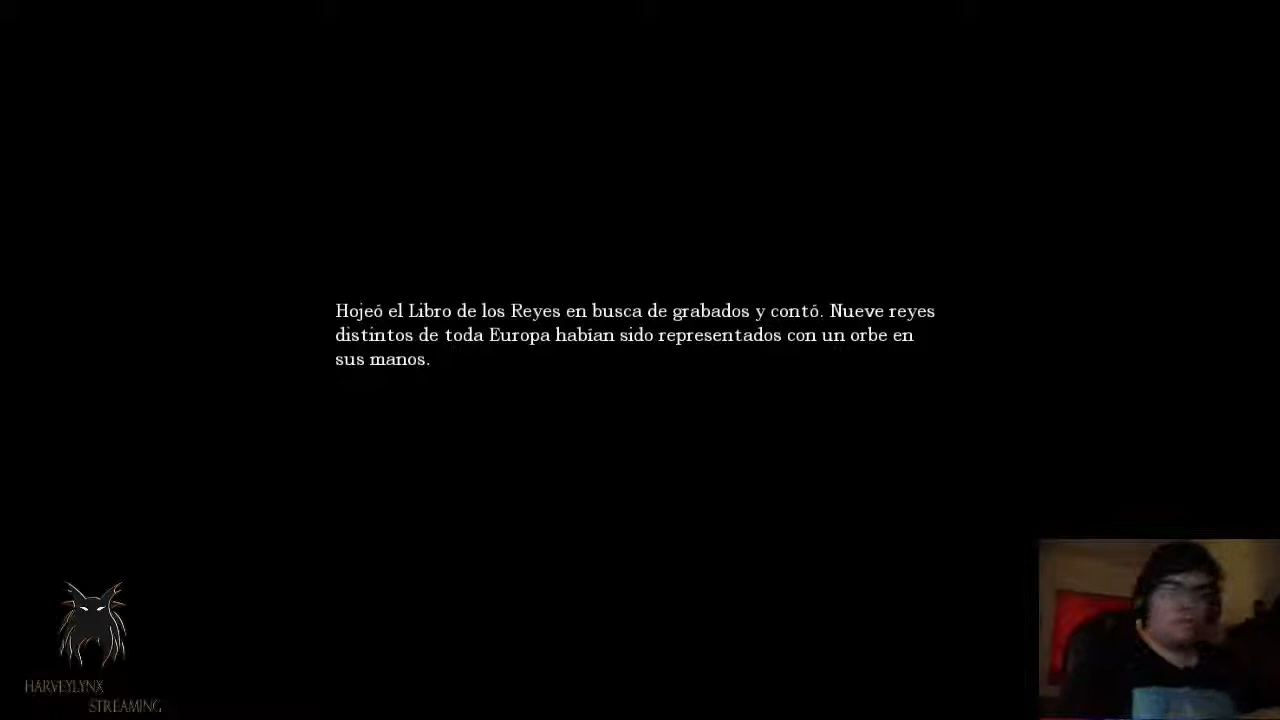 Hojeó el Libro de los Reyes en busca de grabados y contó. Nueve reyes
distintos de toda Europa habían sido representados con un orbe en
sus manos.
HARVEYLYNX
STREAMING